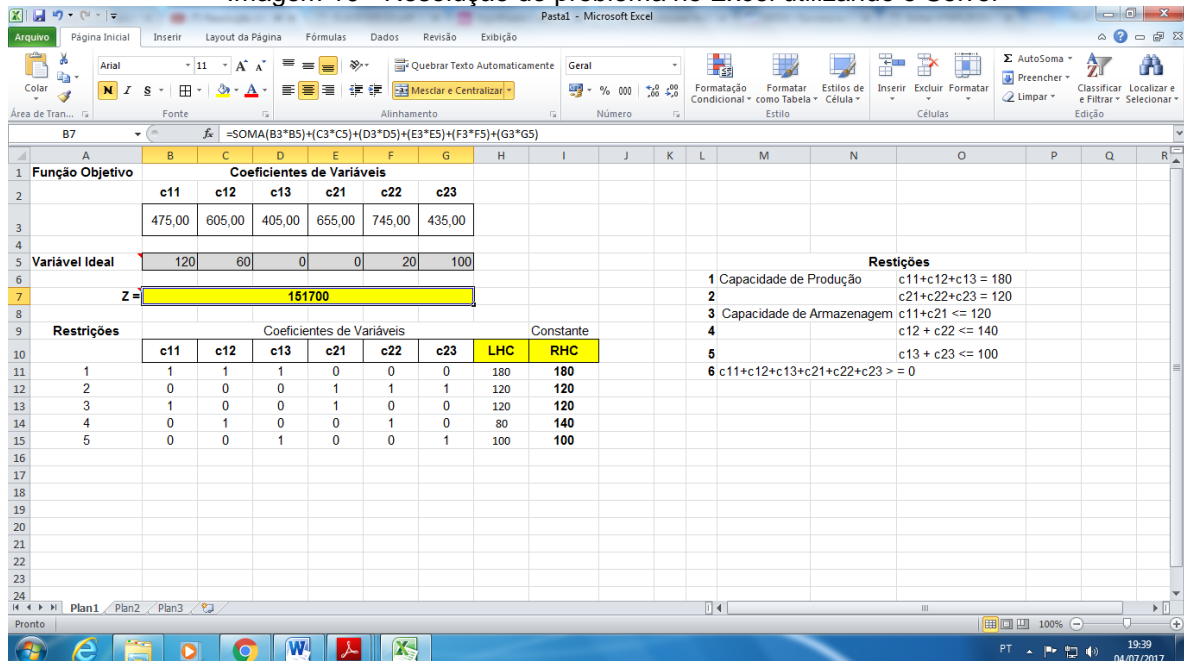 Imagem 10 - Resolução do problema no Excel utilizando o Solver
Pasta1 - Microsoft Excel
Arquivo Página Inicial Inserir Layout da Página Fórmulas Dados Revisão Exibição
Arial 11 Quebrar Texto Automaticamente Geral Σ AutoSoma
Colar N I S Mesclar e Centralizar % 000 Formatação Condicional Formatar como Tabela Estilos de Célula Inserir Excluir Formatar Preencher Limpar Classificar e Filtrar Localizar e Selecionar
Área de Tran... Fonte Alinhamento Número Estilo Células Edição
B7 fx =SOMA(B3*B5)+(C3*C5)+(D3*D5)+(E3*E5)+(F3*F5)+(G3*G5)
A B C D E F G H I J K L M N O P Q R
1 Função Objetivo Coeficientes de Variáveis
2 c11 c12 c13 c21 c22 c23
3 475,00 605,00 405,00 655,00 745,00 435,00
4
5 Variável Ideal 120 60 0 0 20 100 Restições
6 1 Capacidade de Produção c11+c12+c13 = 180
7 Z = 151700 2 c21+c22+c23 = 120
8 3 Capacidade de Armazenagem c11+c21 <= 120
9 Restrições Coeficientes de Variáveis Constante 4 c12 + c22 <= 140
10 c11 c12 c13 c21 c22 c23 LHC RHC 5 c13 + c23 <= 100
11 1 1 1 1 0 0 0 180 180 6 c11+c12+c13+c21+c22+c23 > = 0
12 2 0 0 0 1 1 1 120 120
13 3 1 0 0 1 0 0 120 120
14 4 0 1 0 0 1 0 80 140
15 5 0 0 1 0 0 1 100 100
16
17
18
19
20
21
22
23
24
Plan1 Plan2 Plan3
Pronto 100%
PT 19:39
04/07/2017